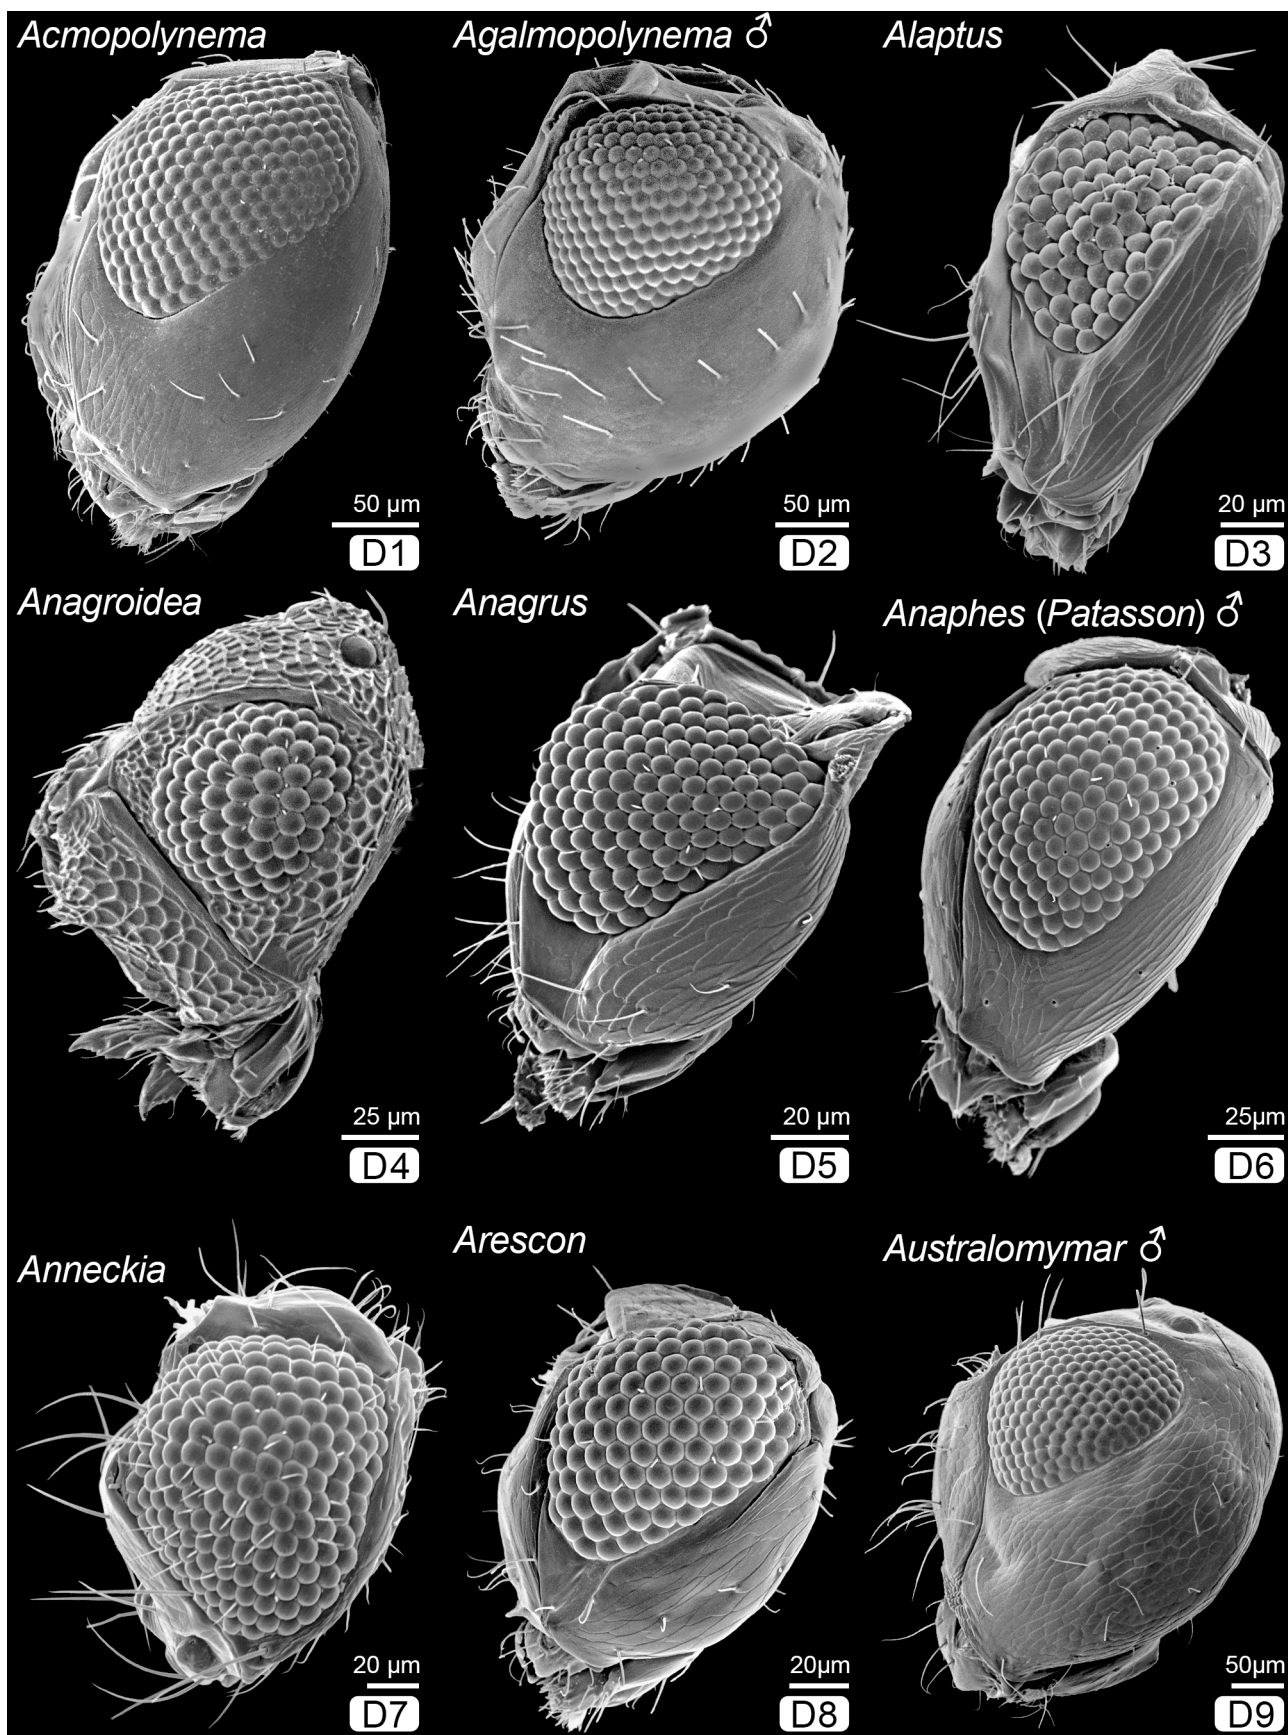 Acmopolynema
Agalmopolynema ♂
Alaptus
50 µm
D1
50 µm
D2
20 µm
D3
Anagroidea
Anagrus
Anaphes (Patasson) ♂
25 µm
D4
20 µm
D5
25µm
D6
Anneckia
Arescon
Australomymar ♂
20 µm
D7
20µm
D8
50µm
D9